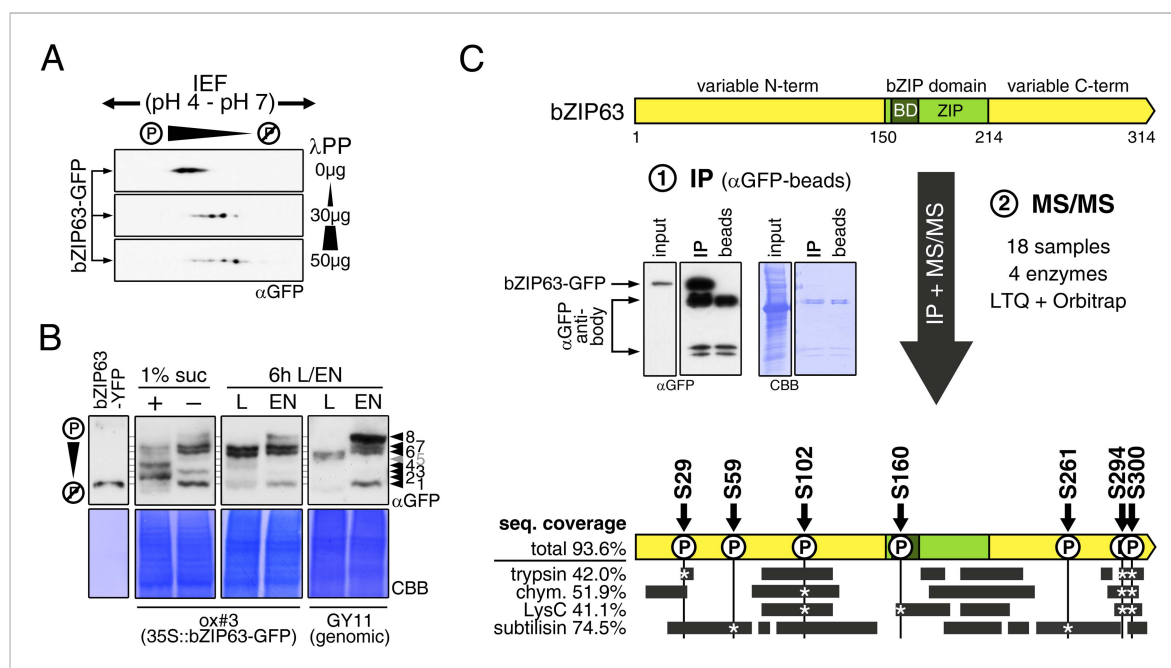 A
IEF
(pH 4 - pH 7)
P P
λPP
0µg
30µg
50µg
bZIP63-GFP
αGFP
B
bZIP63
-YFP
1% suc
6h L/EN
+ − L EN L EN
P
P
8
7
6
5
4
3
2
1
αGFP
CBB
ox#3
(35S::bZIP63-GFP)
GY11
(genomic)
C
variable N-term bZIP domain variable C-term
bZIP63
BD ZIP
1 150 214 314
1 IP (αGFP-beads)
input IP beads input IP beads
bZIP63-GFP
αGFP
anti-
body
αGFP CBB
IP + MS/MS
2 MS/MS
18 samples
4 enzymes
LTQ + Orbitrap
S29 S59 S102 S160 S261 S294 S300
seq. coverage
total 93.6%
P P P P P P
trypsin 42.0%
chym. 51.9%
LysC 41.1%
subtilisin 74.5%